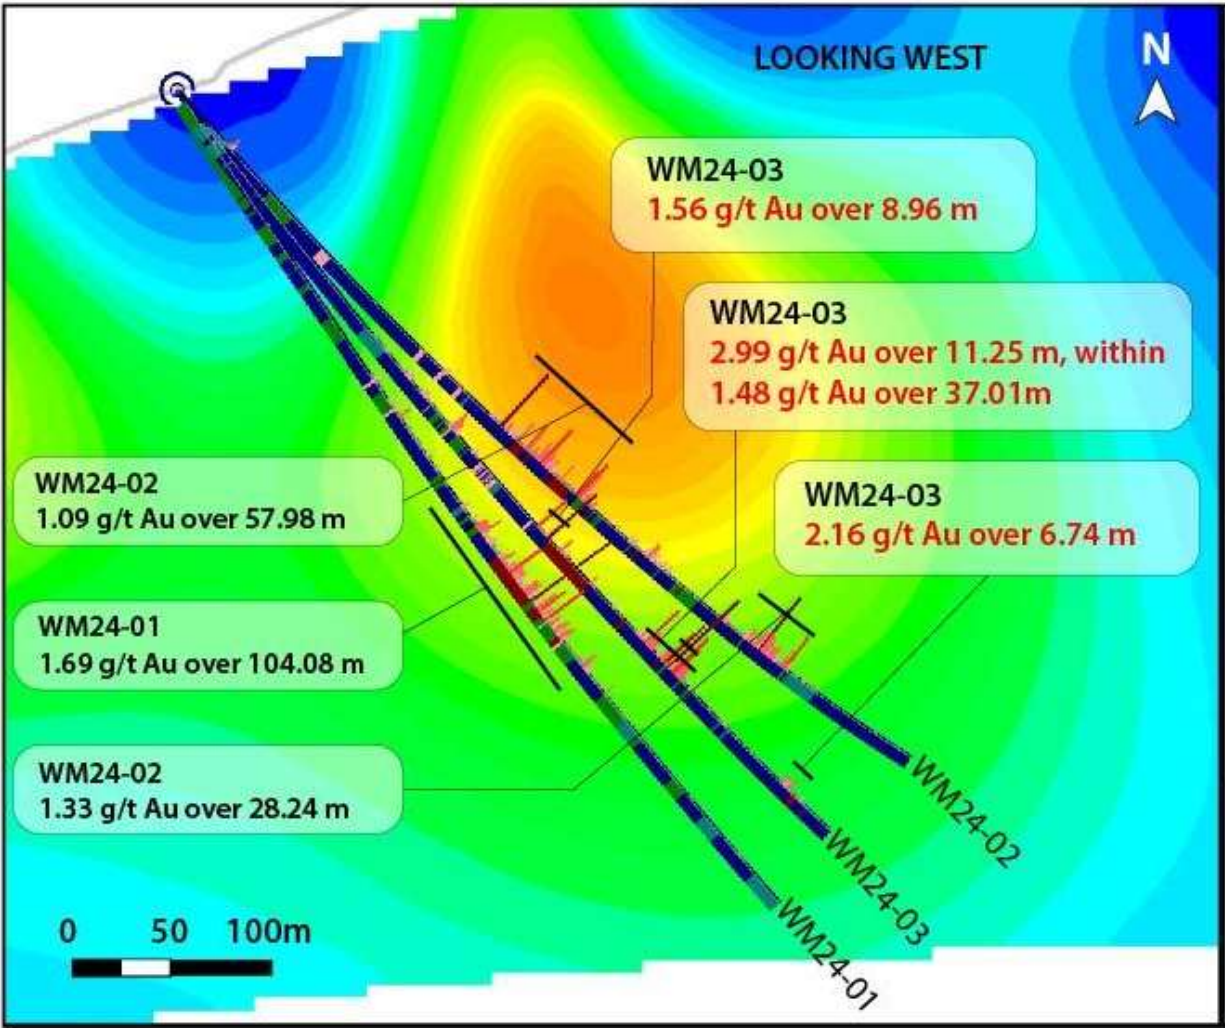 LOOKING WEST
N
WM24-03
1.56 g/t Au over 8.96 m
WM24-03
2.99 g/t Au over 11.25 m, within
1.48 g/t Au over 37.01m
WM24-02
1.09 g/t Au over 57.98 m
WM24-03
2.16 g/t Au over 6.74 m
WM24-01
1.69 g/t Au over 104.08 m
WM24-02
1.33 g/t Au over 28.24 m
WM24-02
WM24-03
WM24-01
0 50 100m